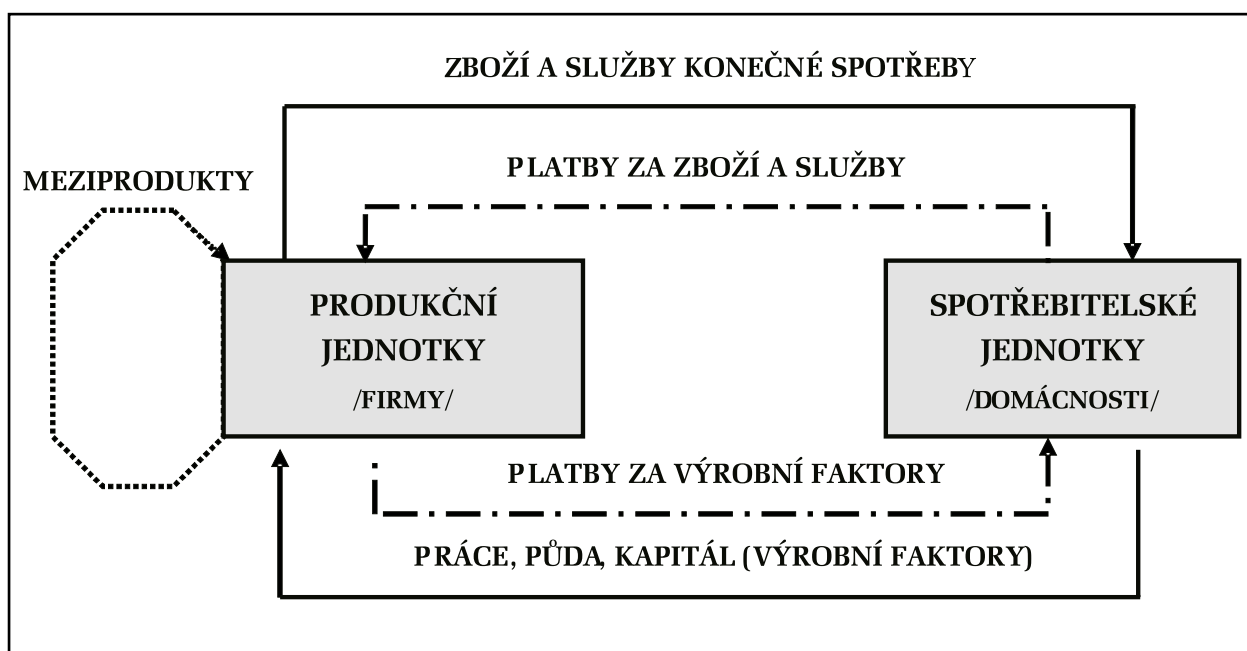 ZBOŽÍ A SLUŽBY KONEČNÉ SPOTŘEBY
PLATBY ZA ZBOŽÍ A SLUŽBY
MEZIPRODUKTY
PRODUKČNÍ
JEDNOTKY
/FIRMY/
SPOTŘEBITELSKÉ
JEDNOTKY
/DOMÁCNOSTI/
PLATBY ZA VÝROBNÍ FAKTORY
PRÁCE, PŮDA, KAPITÁL (VÝROBNÍ FAKTORY)